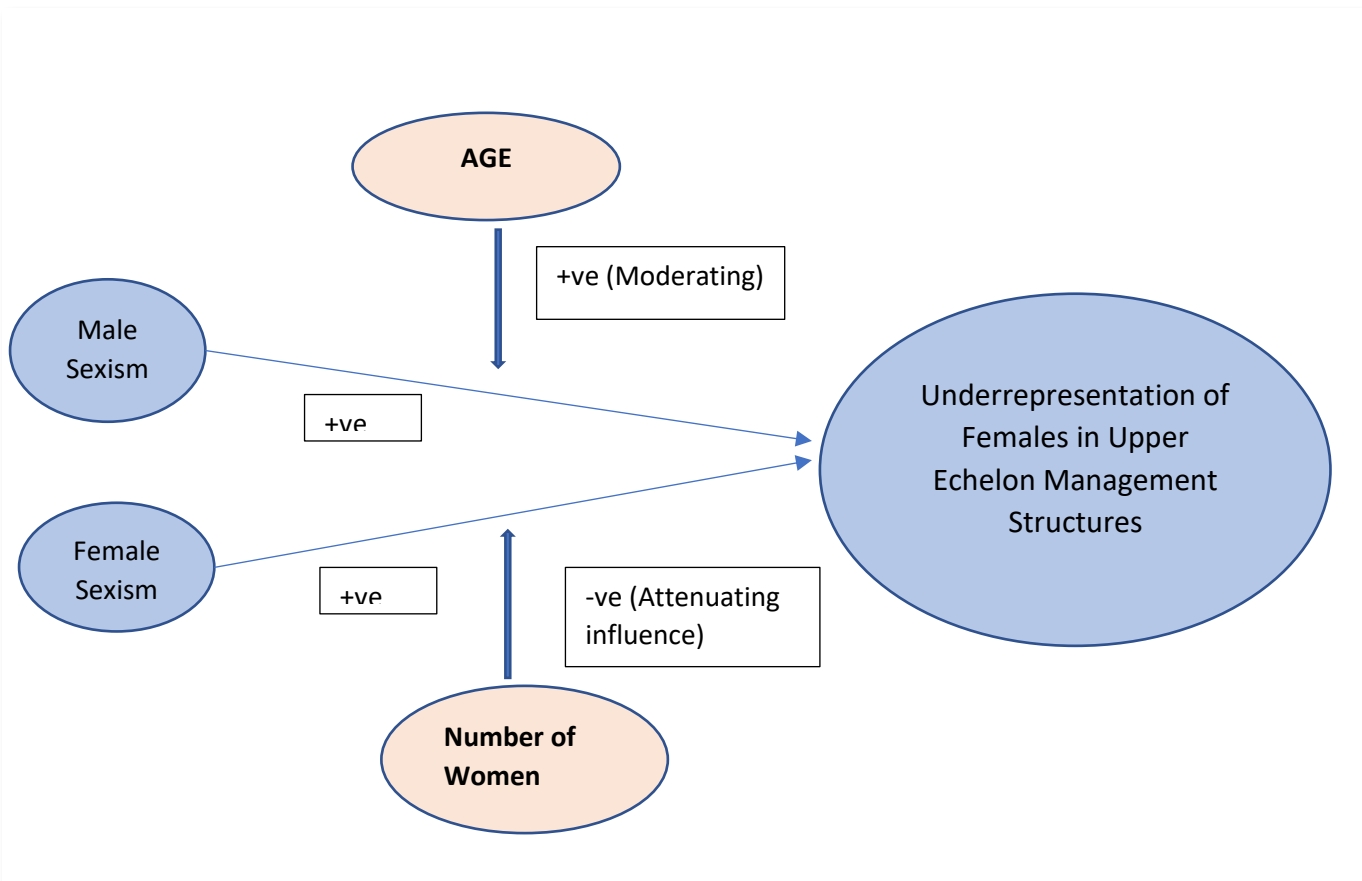 AGE
+ve (Moderating)
Male
Sexism
+ve
Underrepresentation of
Females in Upper
Echelon Management
Structures
Female
Sexism
+ve
-ve (Attenuating
influence)
Number of
Women